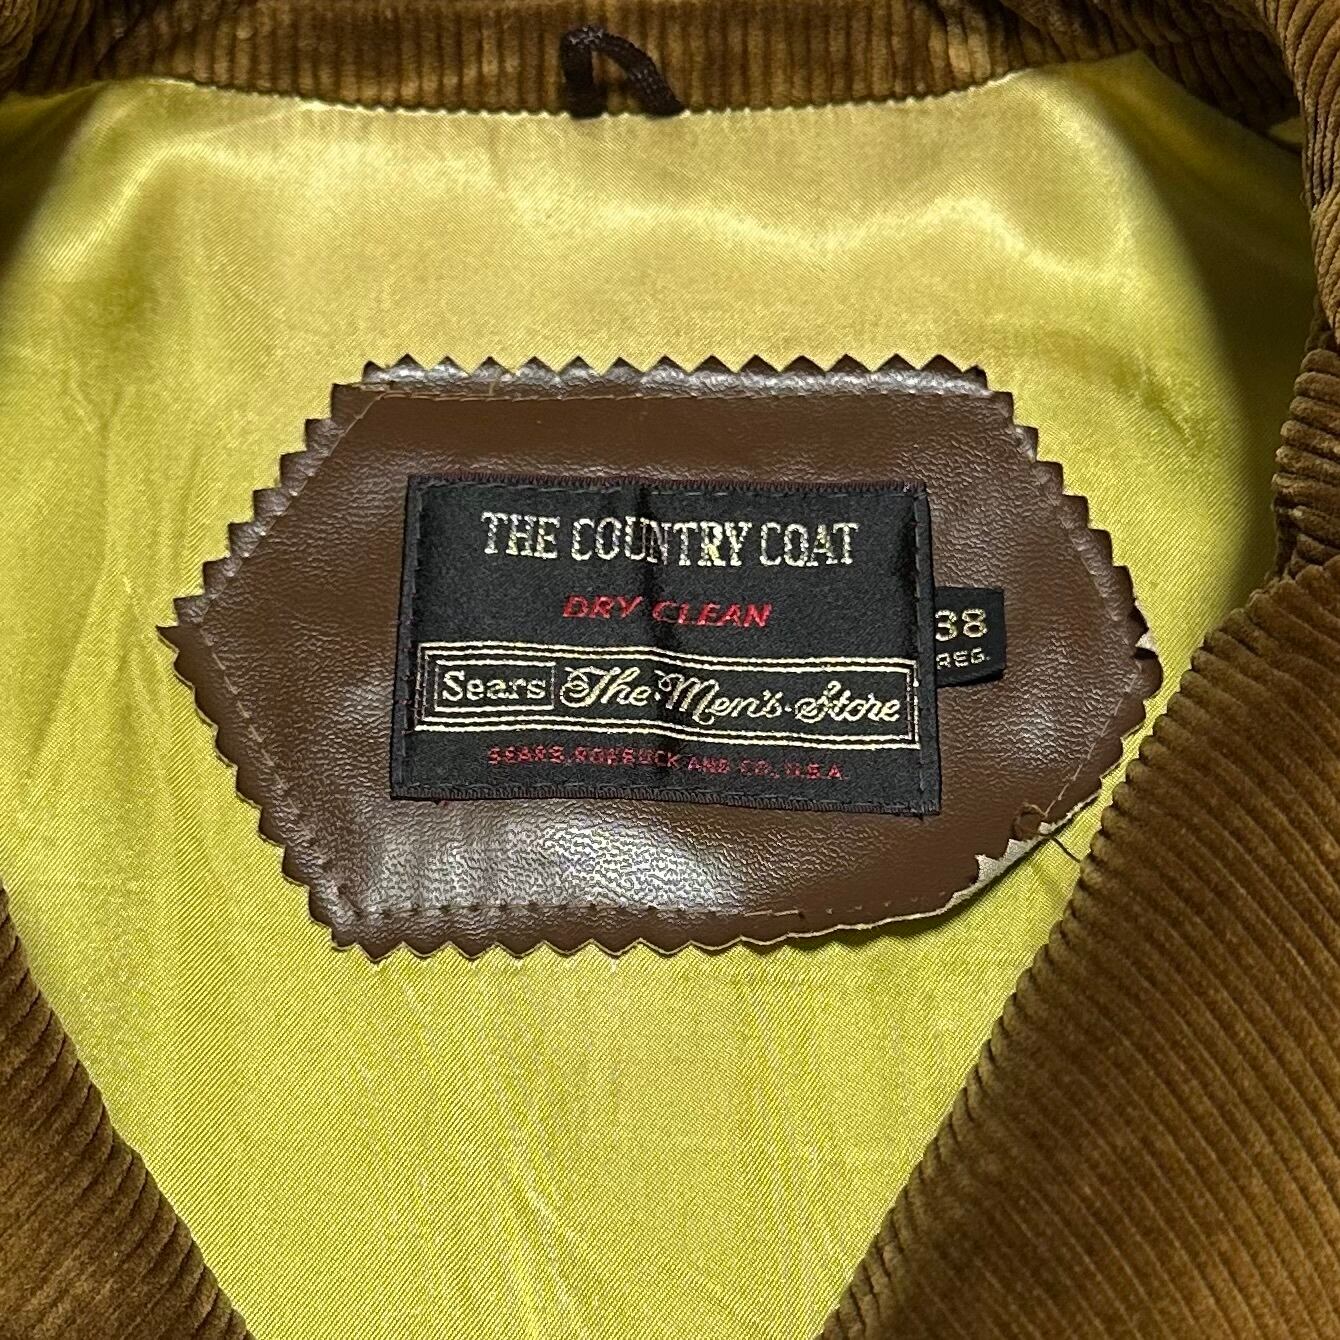 THE COUNTRY COAT
DRY CLEAN
Sears The Men's Store
SEARS, ROEBUCK AND CO., U.S.A.
38
REG.